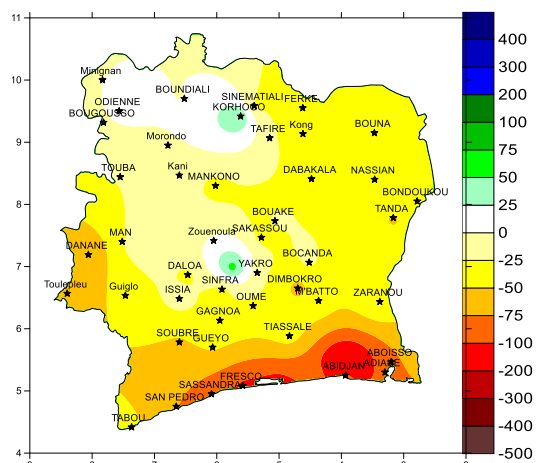 11
10
9
8
7
6
5
4
Minignan
ODIENNE
BOUNDIALI
BOUGOUSSO
SINEMATIALI
FERKE
KORHOGO
TAFIRE
Kong
BOUNA
Morondo
TOUBA
Kani
MANKONO
DABAKALA
NASSIAN
BONDOUKOU
TANDA
BOUAKE
SAKASSOU
Zouenoula
MAN
DANANE
BOCANDA
YAKRO
DALOA
SINFRA
DIMBOKRO
Toulepleu
Guiglo
ISSIA
OUME
M'BATTO
ZARANOU
GAGNOA
TIASSALE
SOUBRE
GUEYO
ABOISSO
ADIAKE
ABIDJAN
FRESCO
SASSANDRA
SAN PEDRO
TABOU
400
300
200
100
75
50
25
0
-25
-50
-75
-100
-200
-300
-400
-500